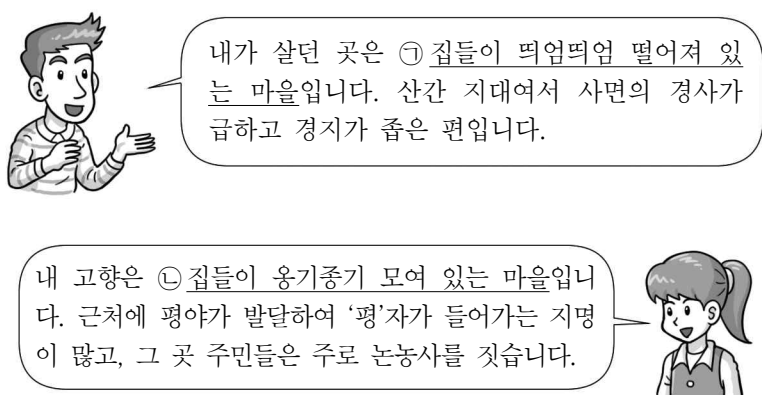 내가 살던 곳은 ㉠ 집들이 띄엄띄엄 떨어져 있
는 마을입니다. 산간 지대여서 사면의 경사가
급하고 경지가 좁은 편입니다.
내 고향은 ㉡ 집들이 옹기종기 모여 있는 마을입니
다. 근처에 평야가 발달하여 ‘평’자가 들어가는 지명
이 많고, 그 곳 주민들은 주로 논농사를 짓습니다.